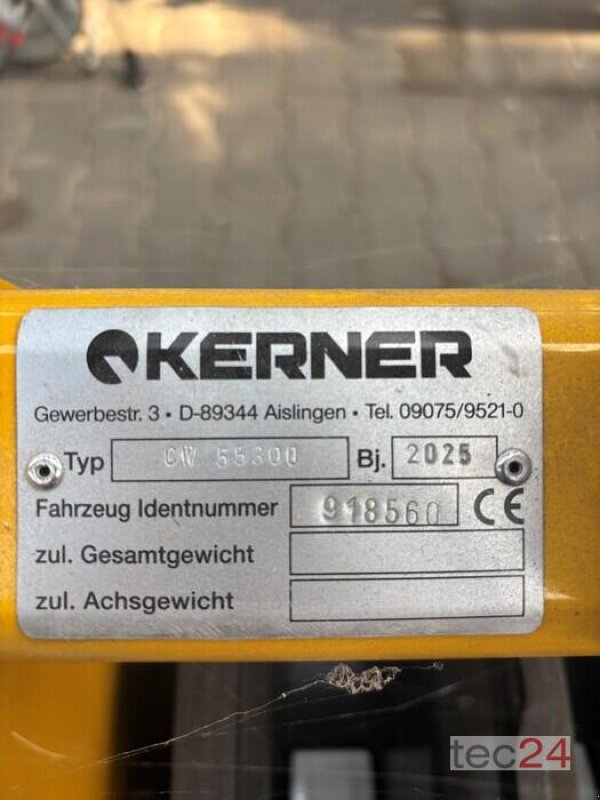 KERNER
Gewerbestr. 3 • D-89344 Aislingen • Tel. 09075/9521-0
Typ CW 55300 Bj. 2025
Fahrzeug Identnummer 918560 CE
zul. Gesamtgewicht
zul. Achsgewicht
tec24